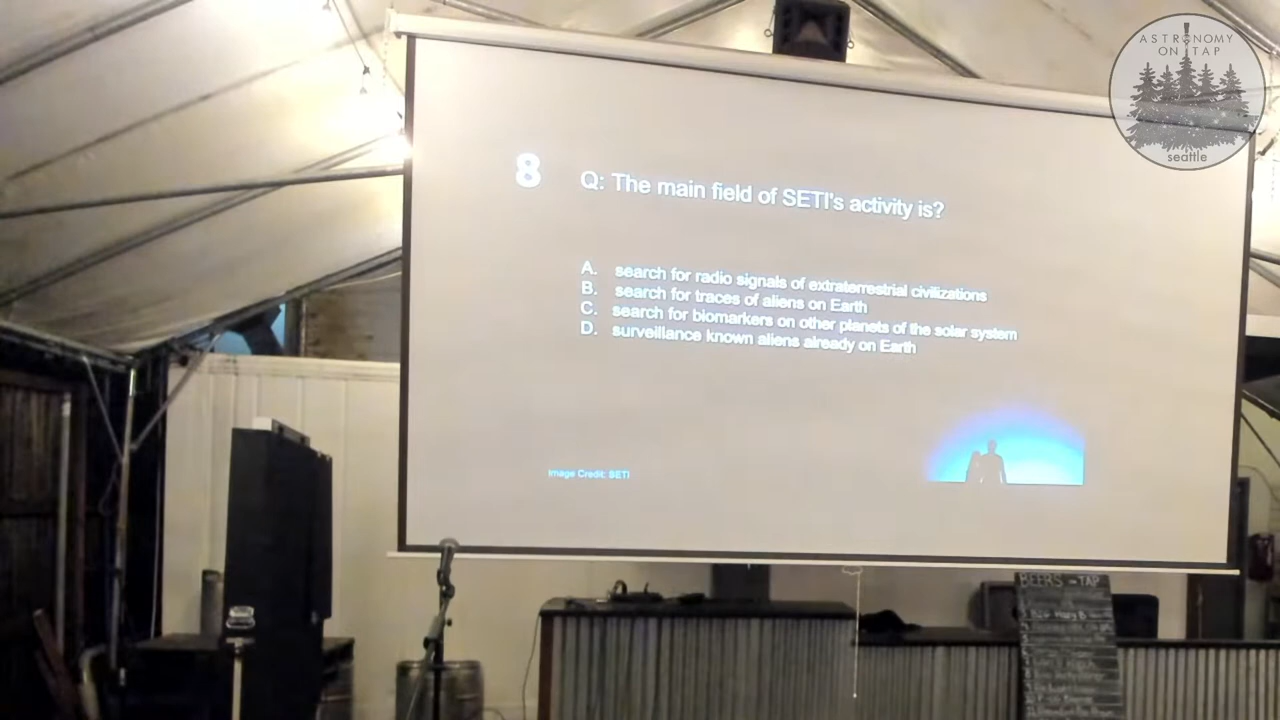 ASTRONOMY
ON TAP
seattle
8
Q: The main field of SETI's activity is?
A. search for radio signals of extraterrestrial civilizations
B. search for traces of aliens on Earth
C. search for biomarkers on other planets of the solar system
D. surveillance known aliens already on Earth
Image Credit: SETI
BEERS on TAP